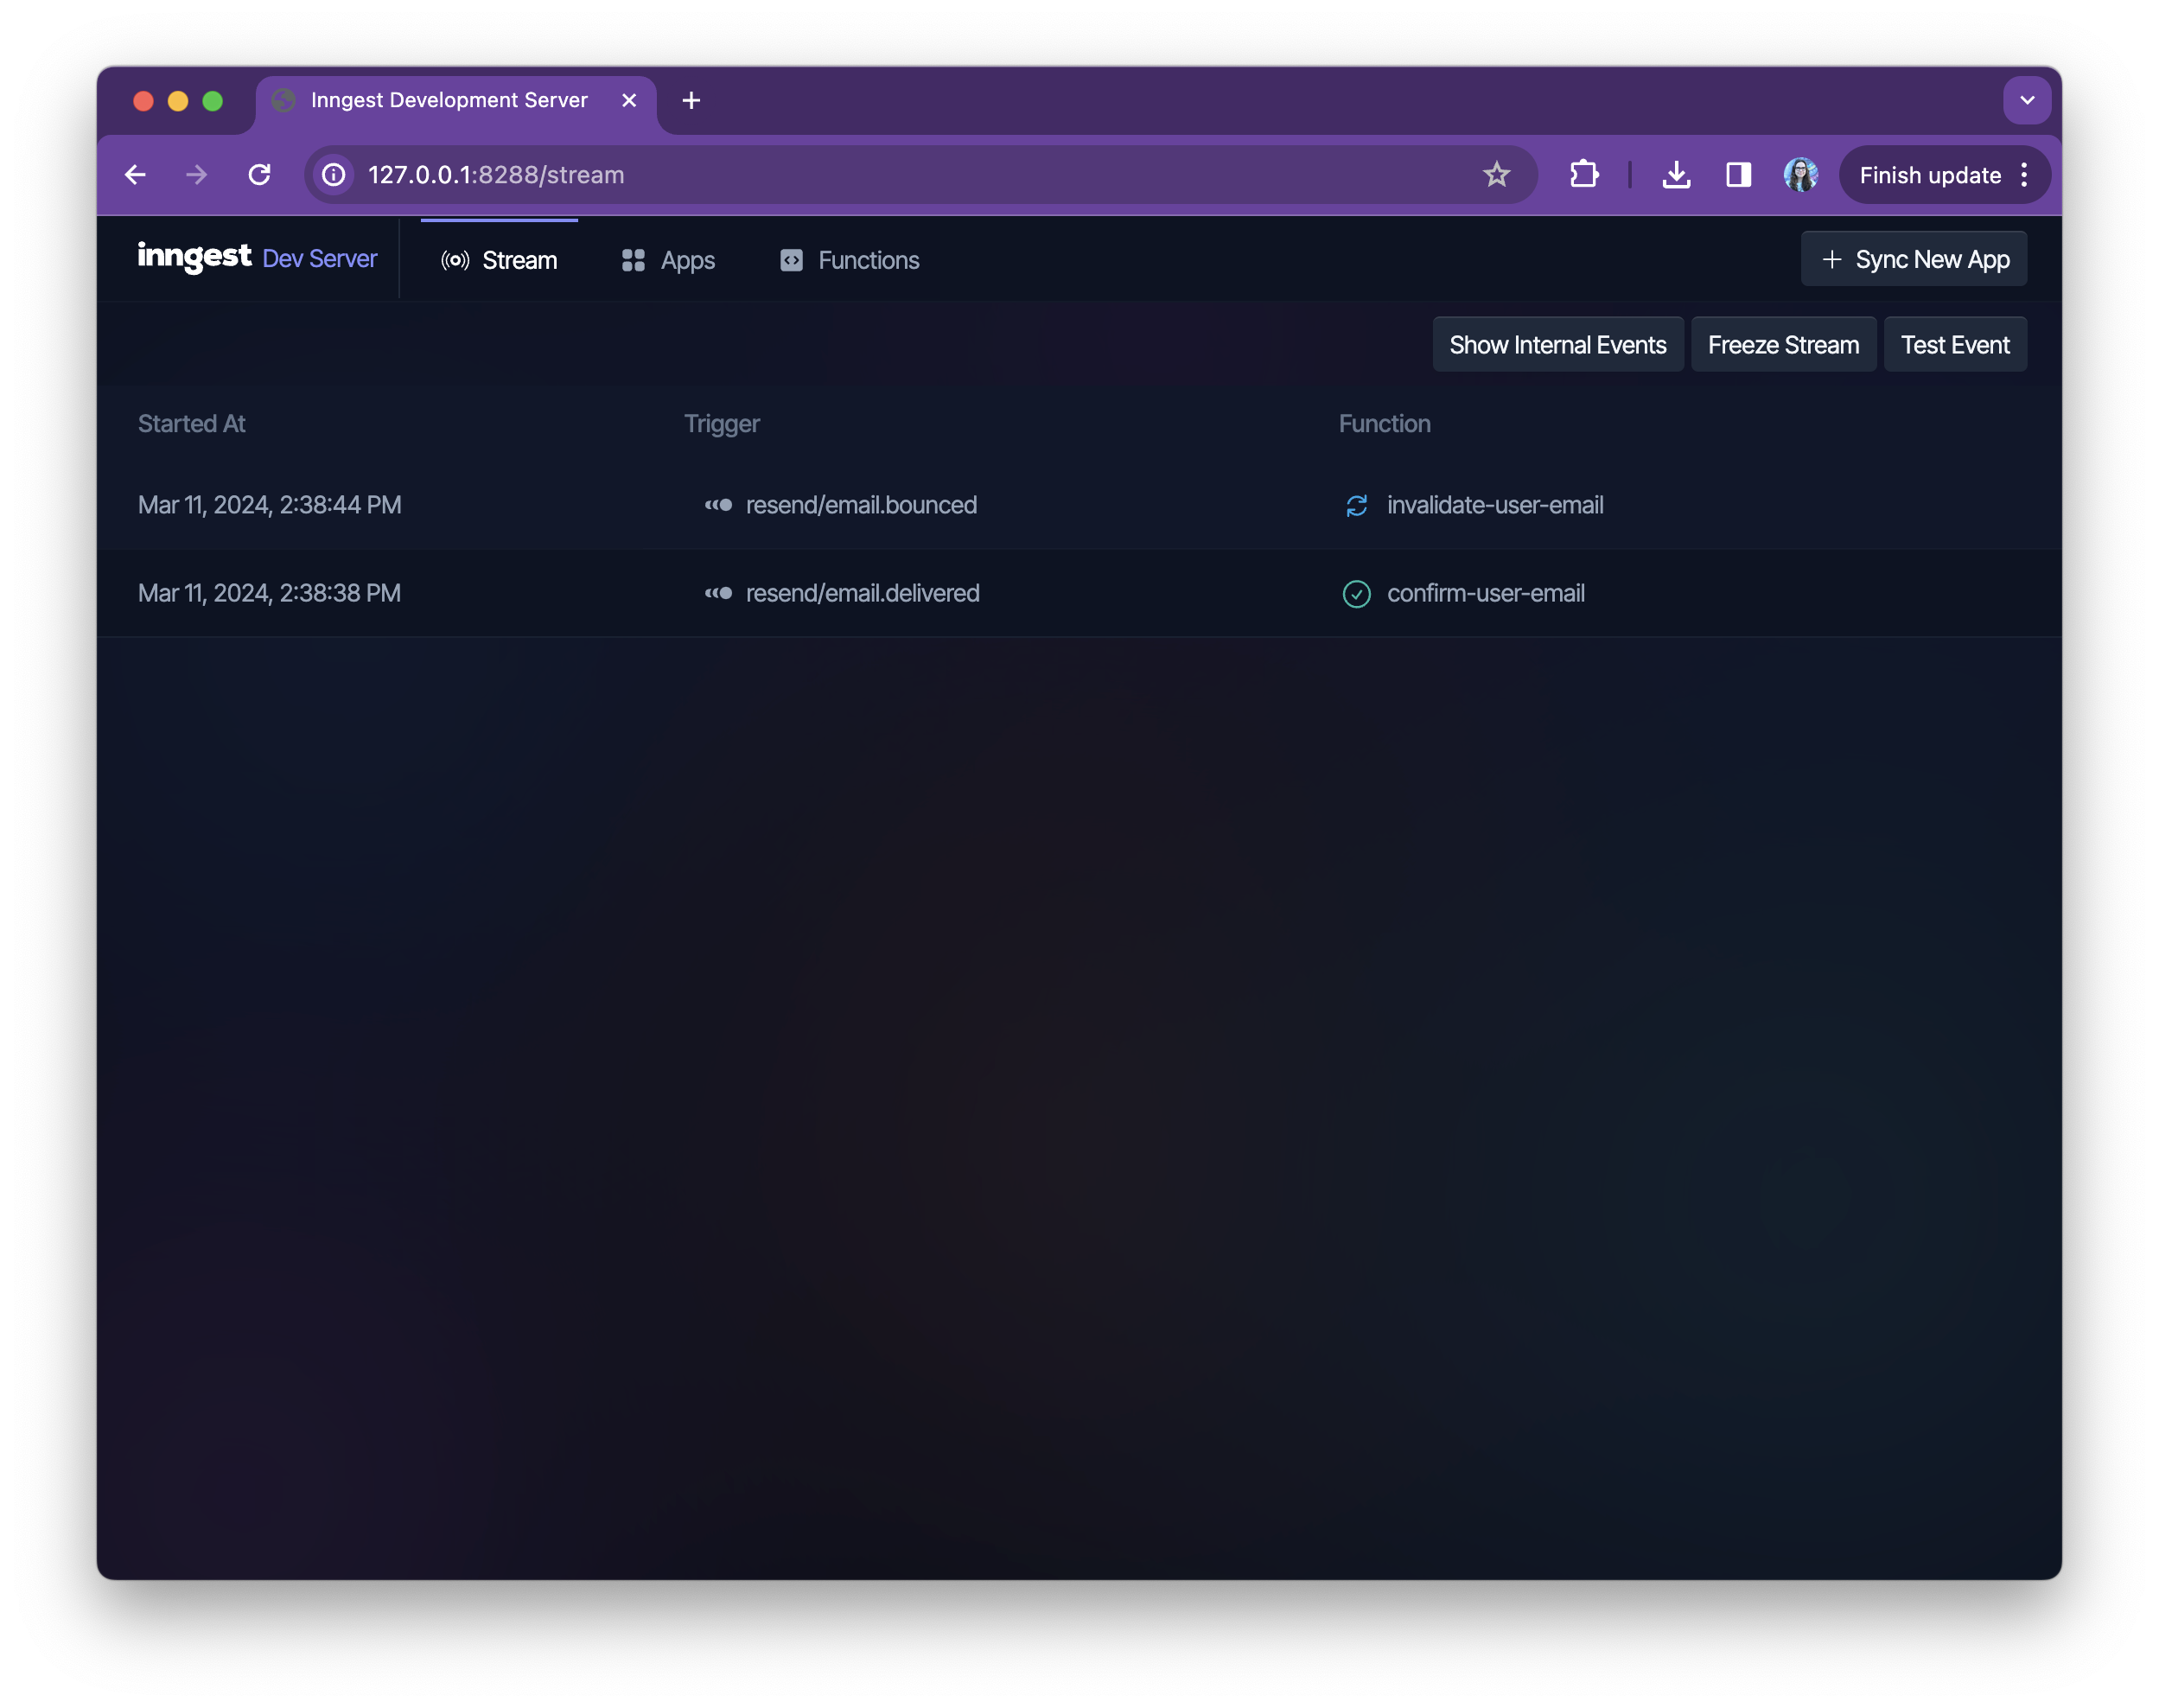 Inngest Development Server
127.0.0.1:8288/stream
Finish update
inngest Dev Server
Stream
Apps
Functions
Sync New App
Show Internal Events
Freeze Stream
Test Event
Started At
Trigger
Function
Mar 11, 2024, 2:38:44 PM
resend/email.bounced
invalidate-user-email
Mar 11, 2024, 2:38:38 PM
resend/email.delivered
confirm-user-email